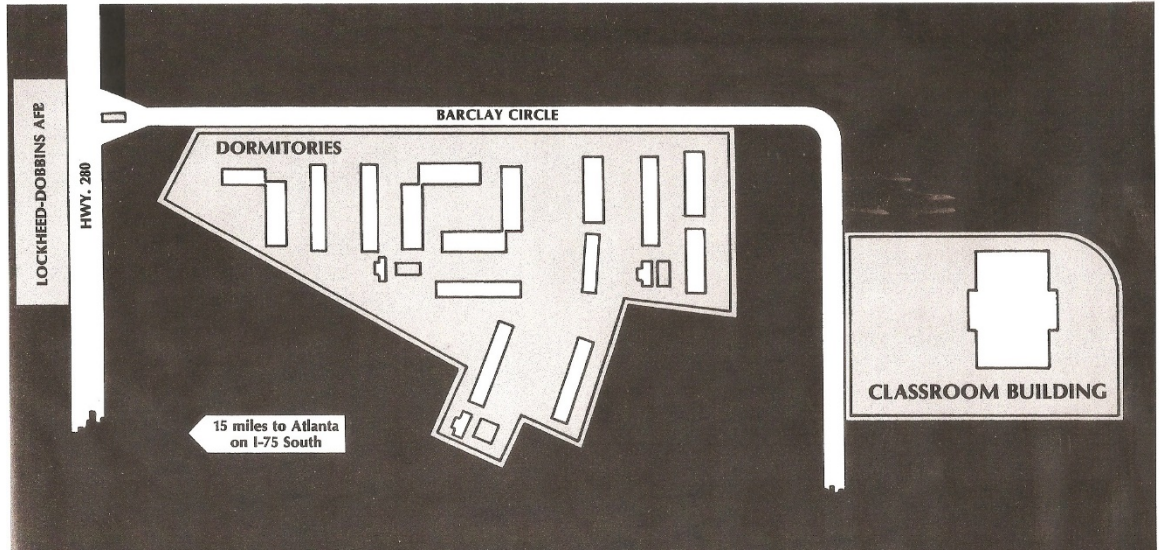 LOCKHEED-DOBBINS AFB
HWY. 280
BARCLAY CIRCLE
DORMITORIES
CLASSROOM BUILDING
15 miles to Atlanta
on I-75 South